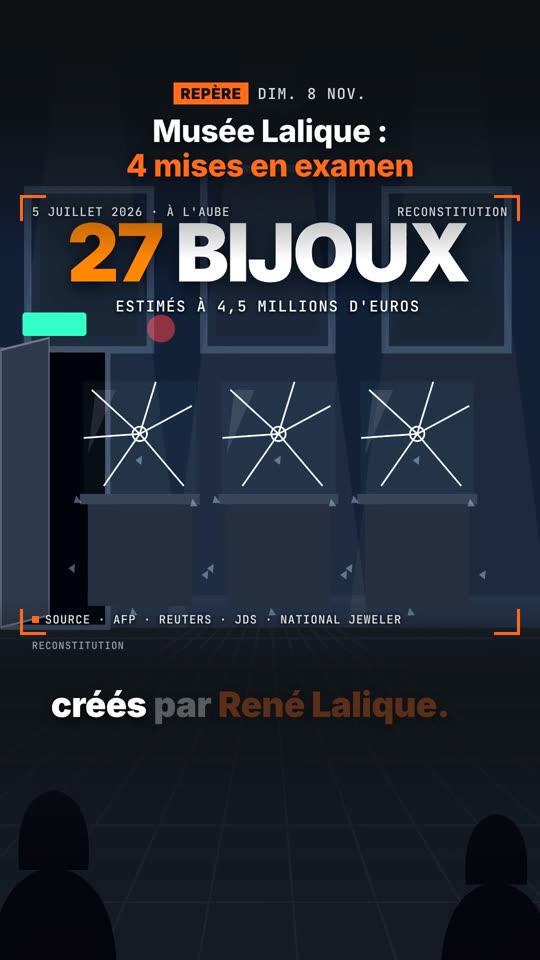 REPÈRE DIM. 8 NOV.
Musée Lalique :
4 mises en examen
5 JUILLET 2026 · À L'AUBE RECONSTITUTION
27 BIJOUX
ESTIMÉS À 4,5 MILLIONS D'EUROS
SOURCE · AFP · REUTERS · JDS · NATIONAL JEWELER
RECONSTITUTION
créés par René Lalique.